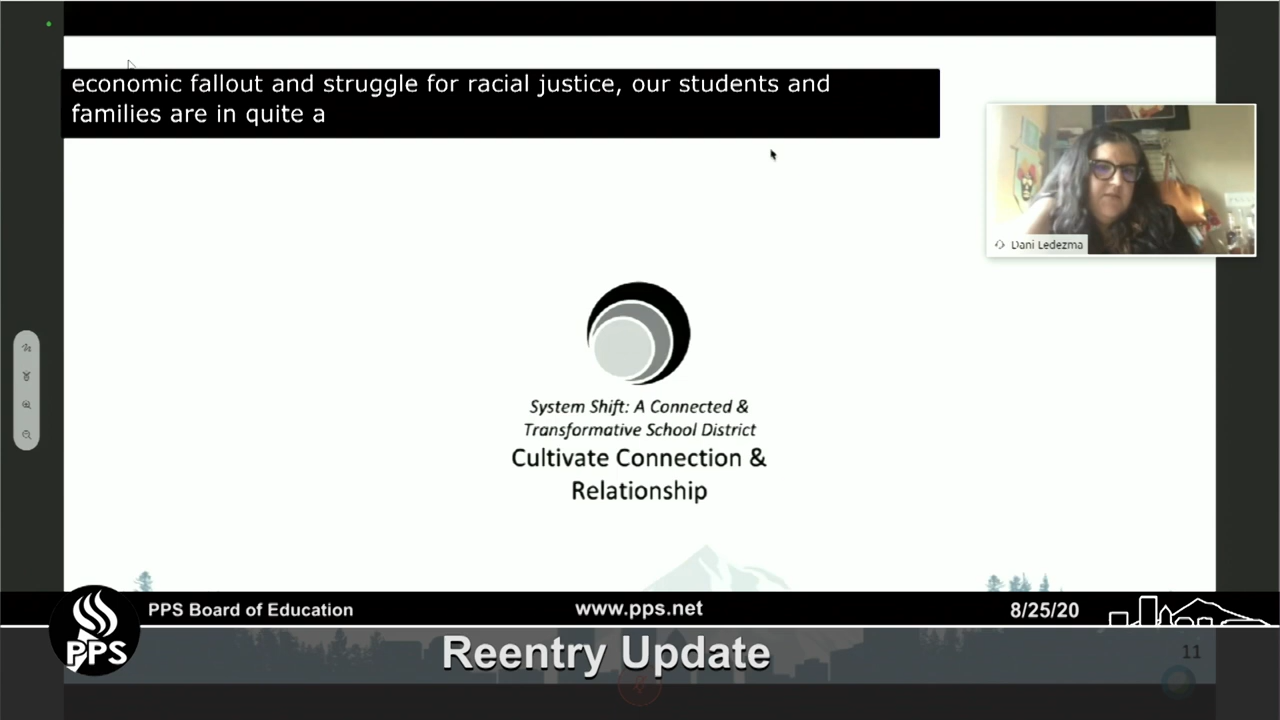 economic fallout and struggle for racial justice, our students and
families are in quite a
Dani Ledezma
System Shift: A Connected &
Transformative School District
Cultivate Connection &
Relationship
PPS Board of Education
www.pps.net
8/25/20
PPS
Reentry Update
11